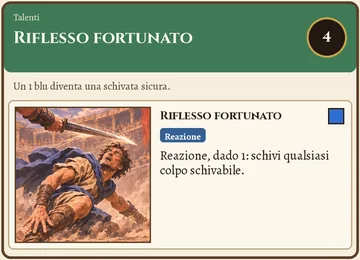 Talenti
Riflesso fortunato
4
Un 1 blu diventa una schivata sicura.
Riflesso fortunato
Reazione
Reazione, dado 1: schivi qualsiasi
colpo schivabile.